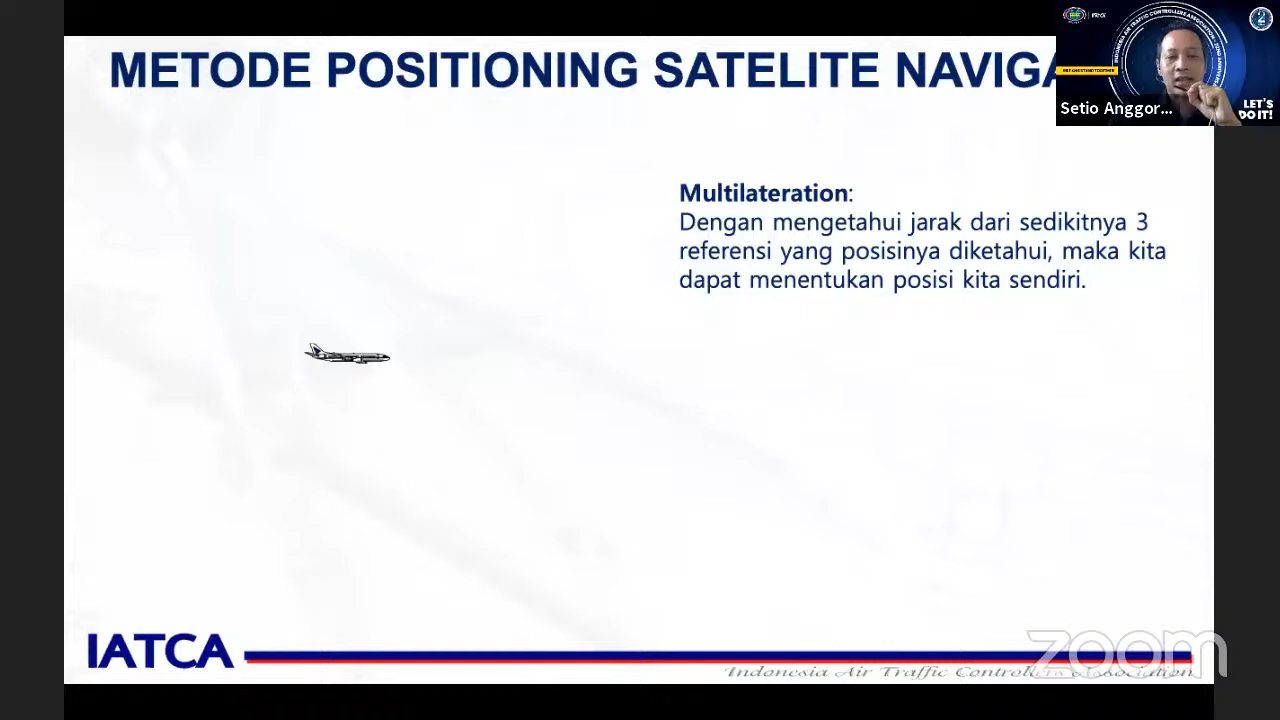 METODE POSITIONING SATELITE NAVIGA
Setio Anggor...
LET'S
DO IT!
Multilateration:
Dengan mengetahui jarak dari sedikitnya 3
referensi yang posisinya diketahui, maka kita
dapat menentukan posisi kita sendiri.
IATCA
Indonesia Air Traffic Controllers Association
zoom